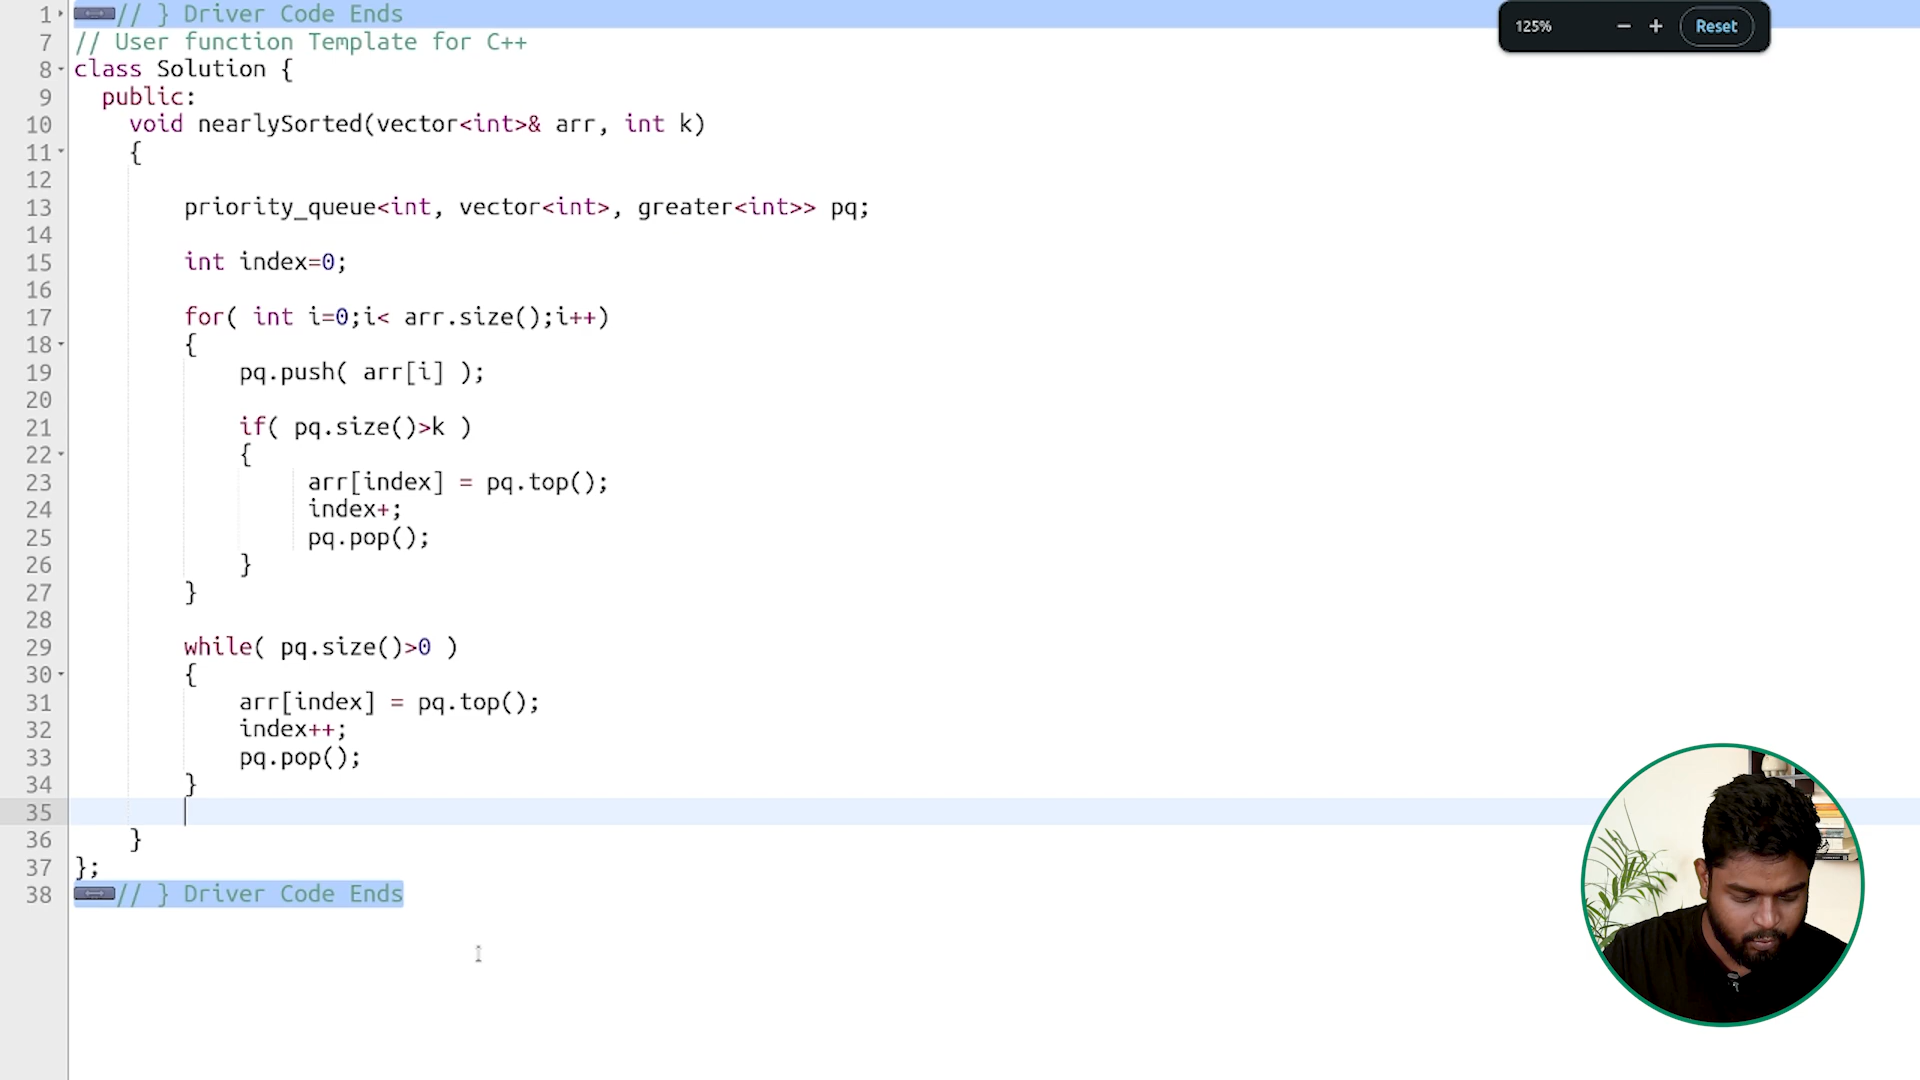 1 // } Driver Code Ends
7 // User function Template for C++
8 class Solution {
9 public:
10 void nearlySorted(vector<int>& arr, int k)
11 {
12
13 priority_queue<int, vector<int>, greater<int>> pq;
14
15 int index=0;
16
17 for( int i=0;i< arr.size();i++)
18 {
19 pq.push( arr[i] );
20
21 if( pq.size()>k )
22 {
23 arr[index] = pq.top();
24 index+;
25 pq.pop();
26 }
27 }
28
29 while( pq.size()>0 )
30 {
31 arr[index] = pq.top();
32 index++;
33 pq.pop();
34 }
35
36 }
37 };
38 // } Driver Code Ends
125% − + Reset